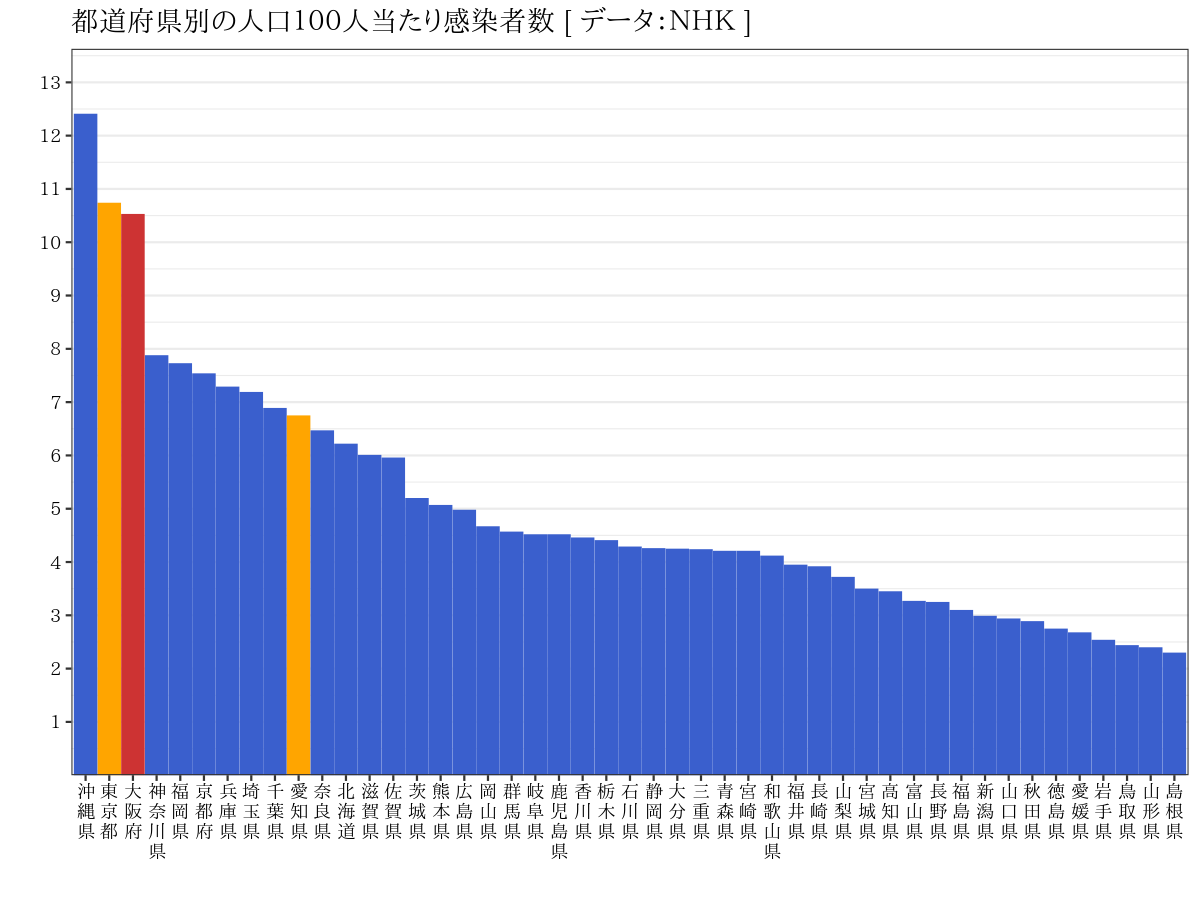 都道府県別の人口100人当たり感染者数 [ データ：NHK ]
13
12
11
10
9
8
7
6
5
4
3
2
1
沖縄県
東京都
大阪府
神奈川県
福岡県
京都府
兵庫県
埼玉県
千葉県
愛知県
奈良県
北海道
滋賀県
佐賀県
茨城県
熊本県
広島県
岡山県
群馬県
岐阜県
鹿児島県
香川県
栃木県
石川県
静岡県
大分県
三重県
青森県
宮崎県
和歌山県
福井県
長崎県
山梨県
宮城県
高知県
富山県
長野県
福島県
新潟県
山口県
秋田県
徳島県
愛媛県
岩手県
鳥取県
山形県
島根県